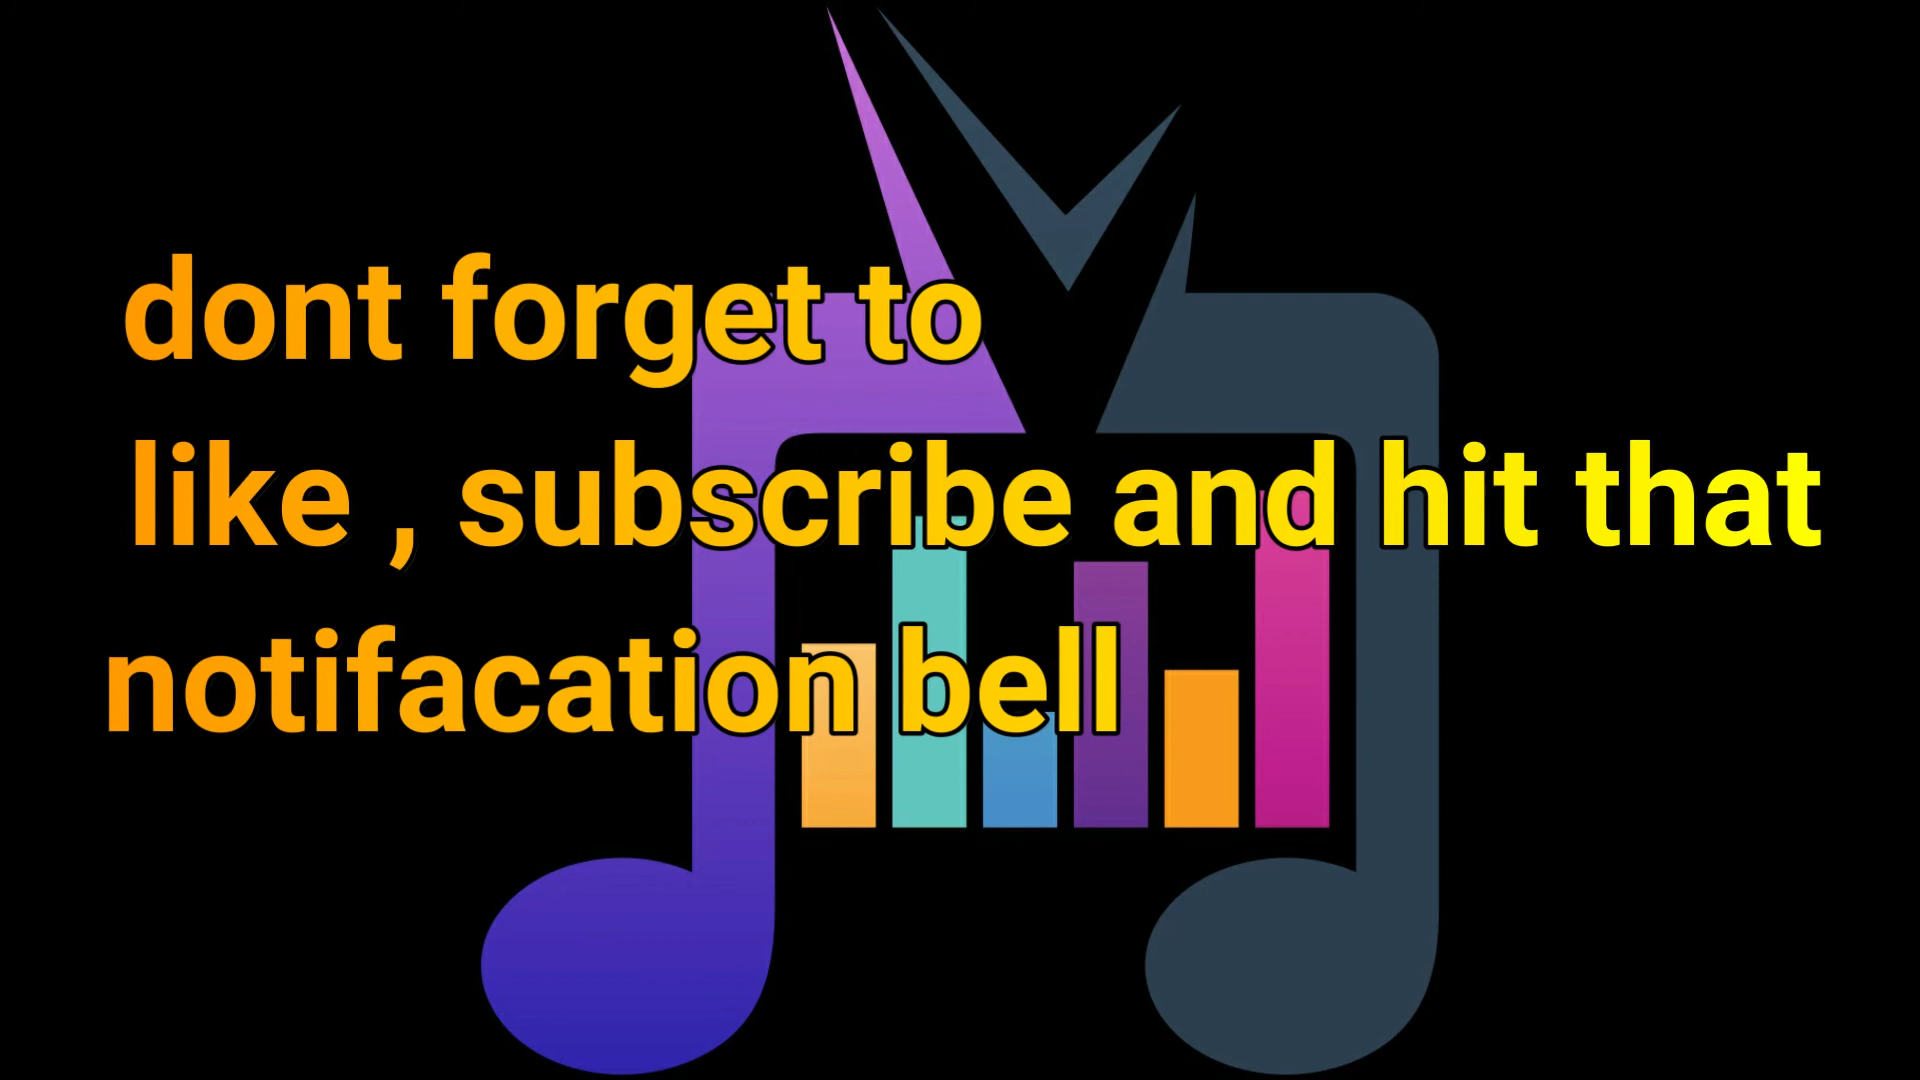 dont forget to
like , subscribe and hit that
notifacation bell